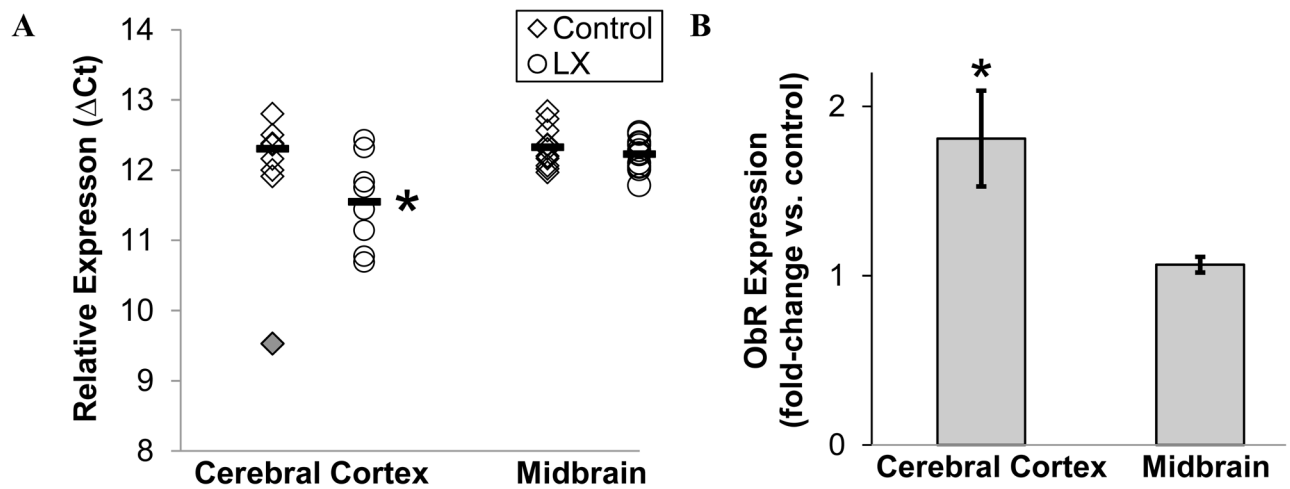 A
Relative Expresson (ΔCt)
14
13
12
11
10
9
8
Control
LX
*
Cerebral Cortex
Midbrain
B
ObR Expression
(fold-change vs. control)
2
1
0
*
Cerebral Cortex
Midbrain